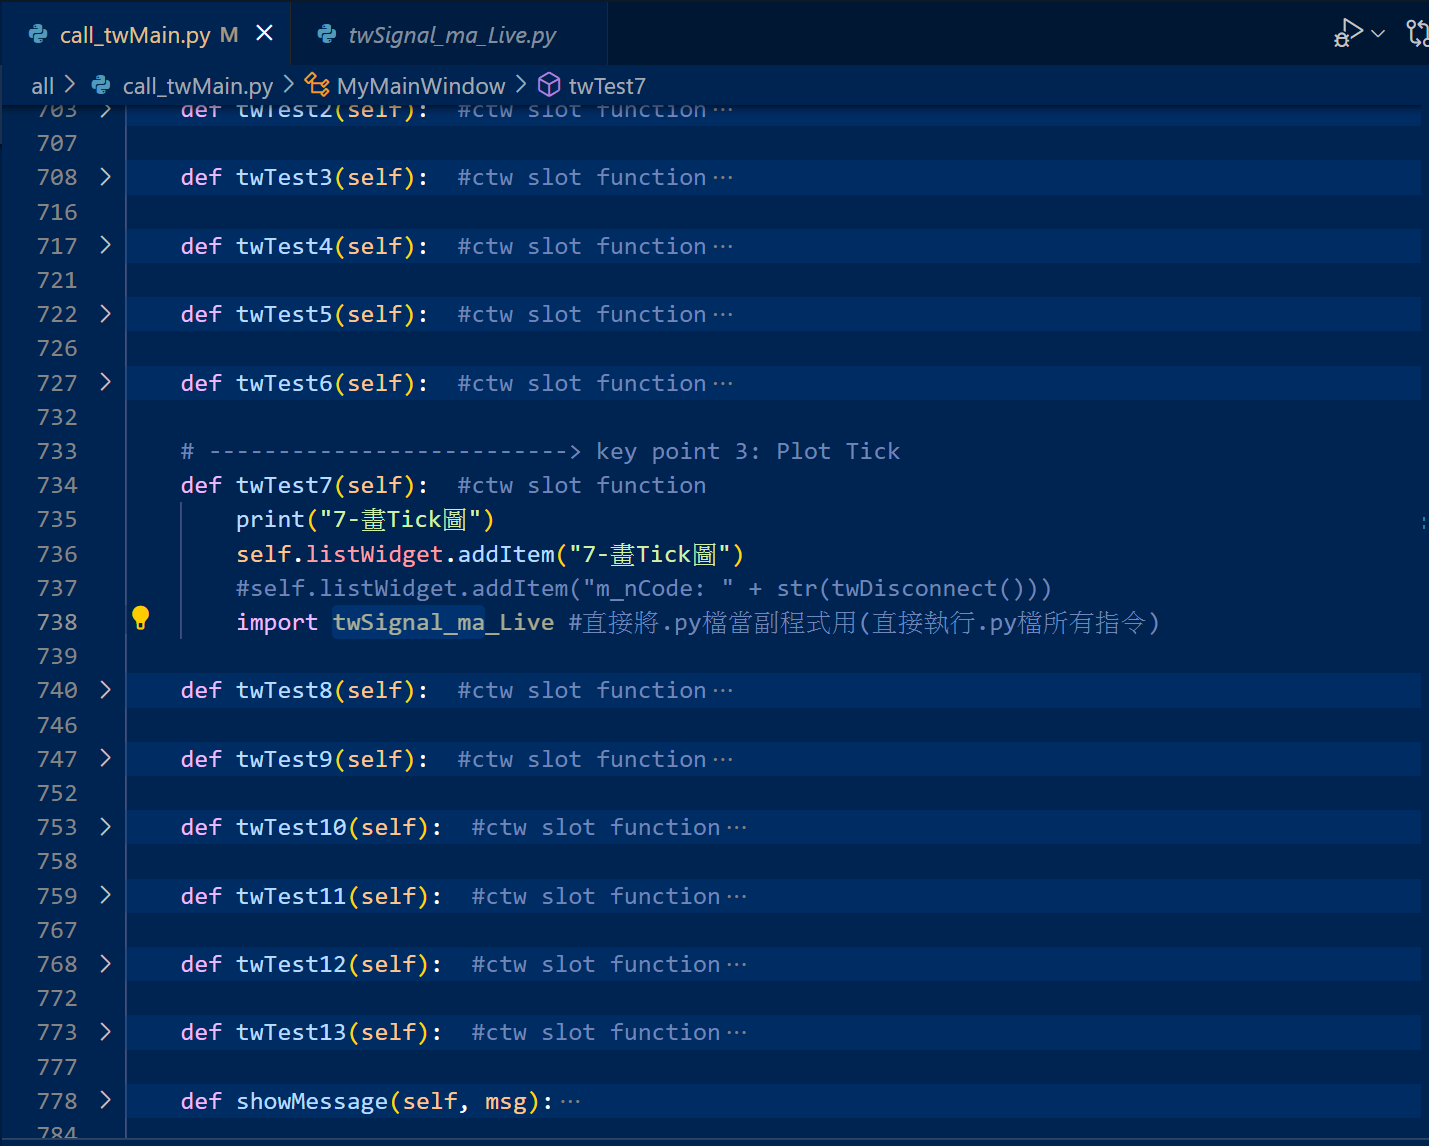 call_twMain.py M
twSignal_ma_Live.py
all > call_twMain.py > MyMainWindow > twTest7
703 def twTest2(self): #ctw slot function···
707
708 def twTest3(self): #ctw slot function···
716
717 def twTest4(self): #ctw slot function···
721
722 def twTest5(self): #ctw slot function···
726
727 def twTest6(self): #ctw slot function···
732
733 # --------------------------> key point 3: Plot Tick
734 def twTest7(self): #ctw slot function
735 print("7-畫Tick圖")
736 self.listWidget.addItem("7-畫Tick圖")
737 #self.listWidget.addItem("m_nCode: " + str(twDisconnect()))
738 import twSignal_ma_Live #直接將.py檔當副程式用(直接執行.py檔所有指令)
739
740 def twTest8(self): #ctw slot function···
746
747 def twTest9(self): #ctw slot function···
752
753 def twTest10(self): #ctw slot function···
758
759 def twTest11(self): #ctw slot function···
767
768 def twTest12(self): #ctw slot function···
772
773 def twTest13(self): #ctw slot function···
777
778 def showMessage(self, msg):···
784